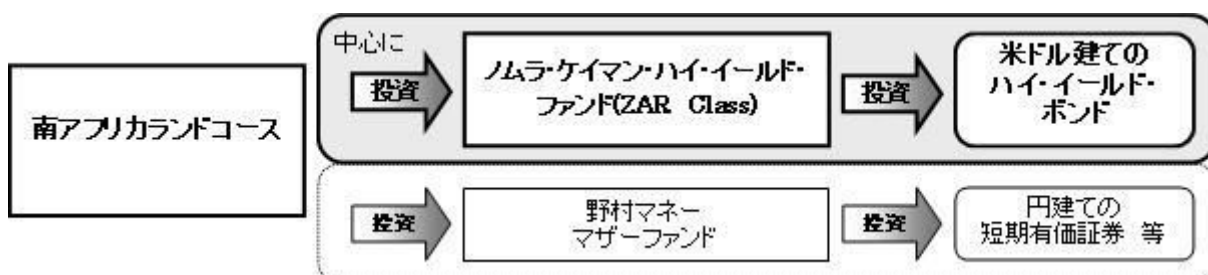 南アフリカランドコース
中心に
投資
ノムラ・ケイマン・ハイ・イールド・
ファンド(ZAR Class)
投資
米ドル建ての
ハイ・イールド・
ボンド
投資
野村マネー
マザーファンド
投資
円建ての
短期有価証券 等